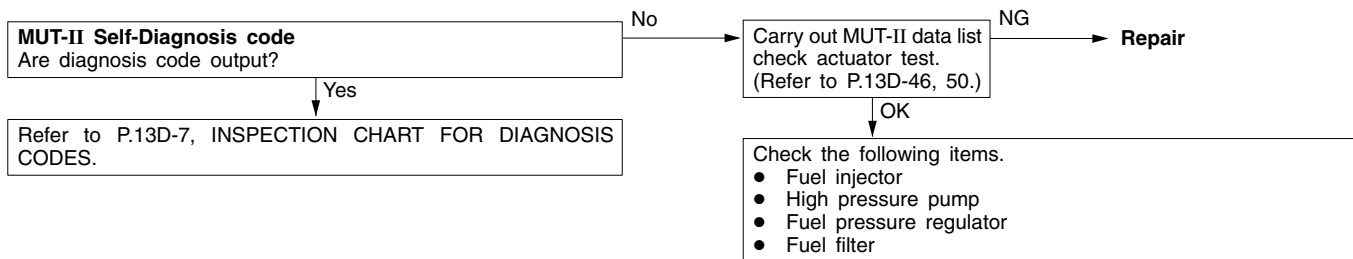 MUT-II Self-Diagnosis code
Are diagnosis code output?
No
Carry out MUT-II data list
check actuator test.
(Refer to P.13D-46, 50.)
NG
Repair
Yes
Refer to P.13D-7, INSPECTION CHART FOR DIAGNOSIS
CODES.
OK
Check the following items.
● Fuel injector
● High pressure pump
● Fuel pressure regulator
● Fuel filter